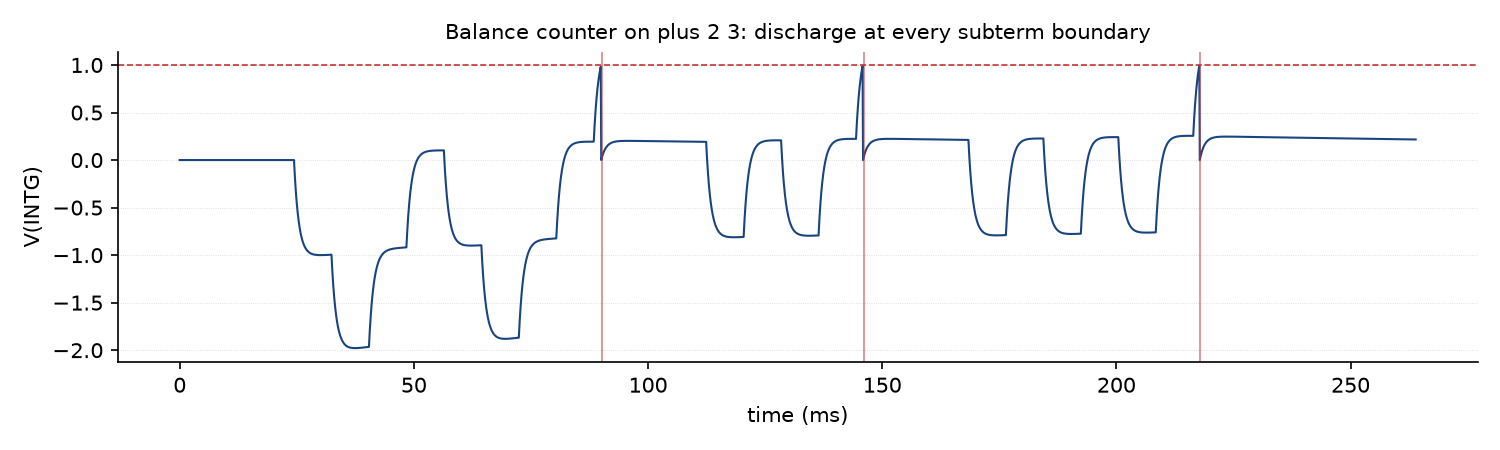 Balance counter on plus 2 3: discharge at every subterm boundary
V(INTG)
1.0
0.5
0.0
−0.5
−1.0
−1.5
−2.0
0 50 100 150 200 250
time (ms)